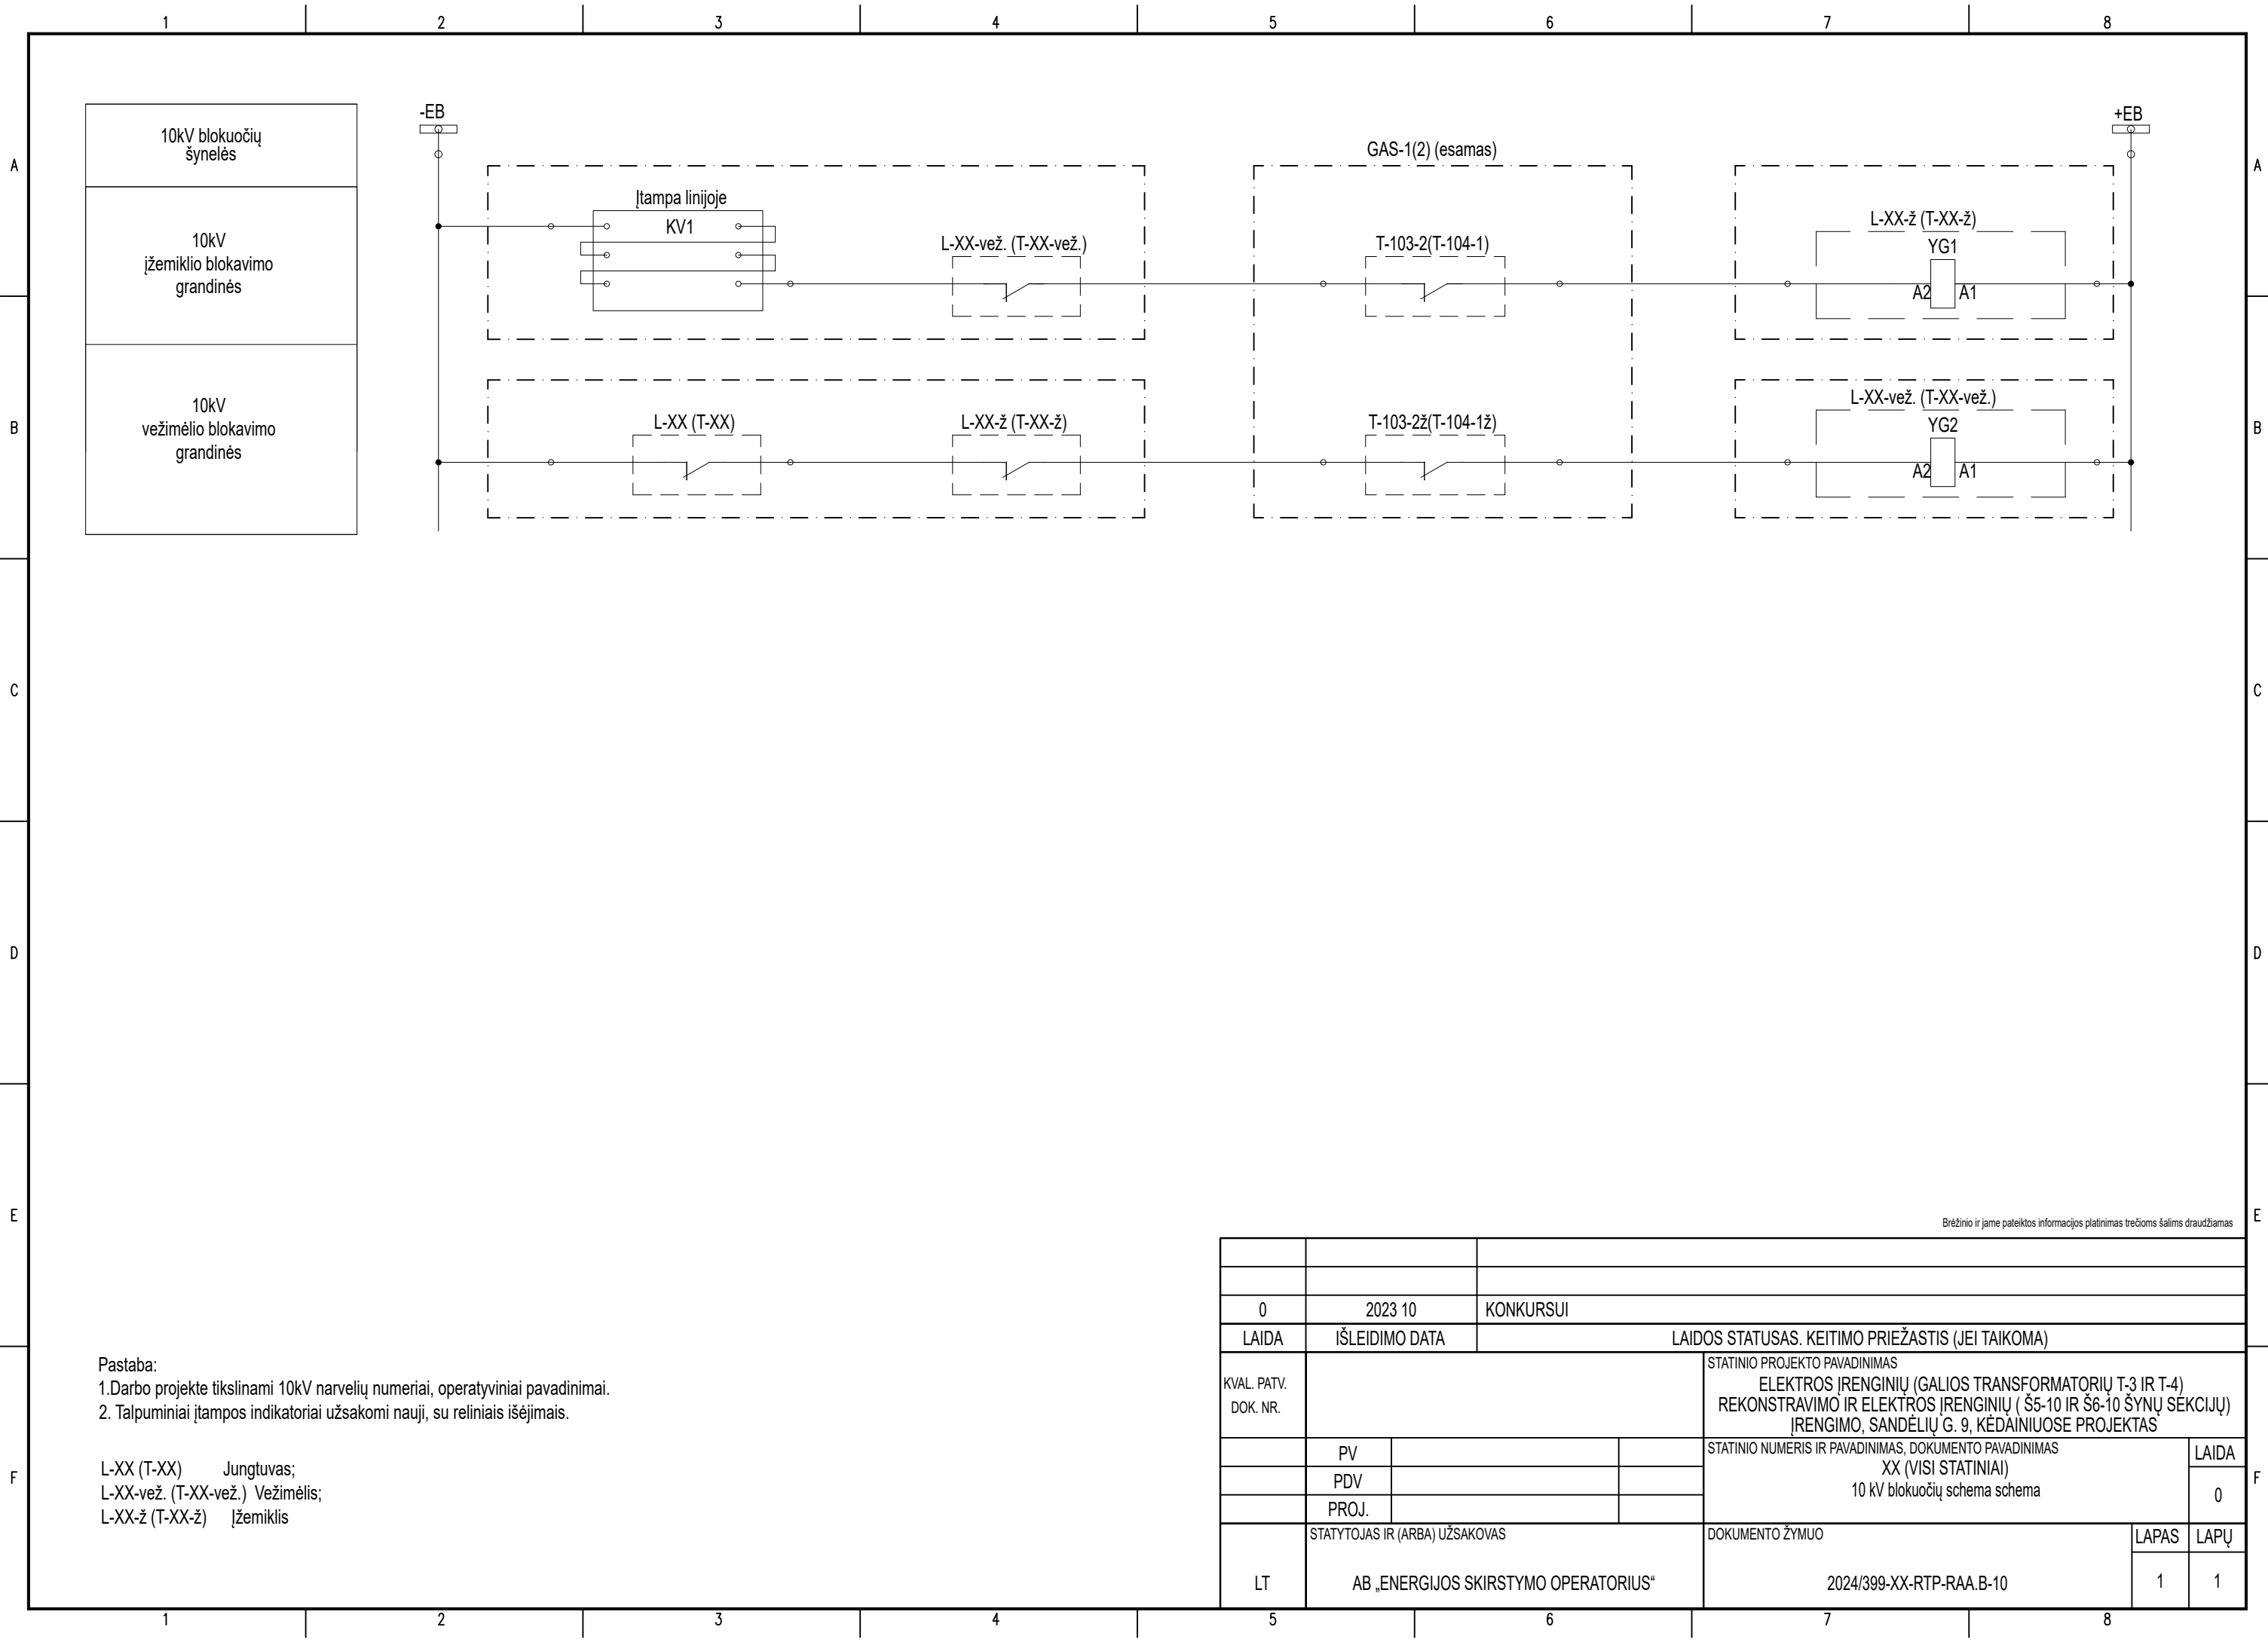 1 2 3 4 5 6 7 8
A A
B B
C C
D D
E E
F F
10kV blokuočių
šynelės
10kV
įžemiklio blokavimo
grandinės
10kV
vežimėlio blokavimo
grandinės
-EB
+EB
GAS-1(2) (esamas)
Įtampa linijoje
KV1
L-XX-vež. (T-XX-vež.)
T-103-2(T-104-1)
L-XX-ž (T-XX-ž)
YG1
A2 A1
L-XX (T-XX)
L-XX-ž (T-XX-ž)
T-103-2ž(T-104-1ž)
L-XX-vež. (T-XX-vež.)
YG2
A2 A1
Brėžinio ir jame pateiktos informacijos platinimas trečioms šalims draudžiamas
Pastaba:
1.Darbo projekte tikslinami 10kV narvelių numeriai, operatyviniai pavadinimai.
2. Talpuminiai įtampos indikatoriai užsakomi nauji, su reliniais išėjimais.
L-XX (T-XX) Jungtuvas;
L-XX-vež. (T-XX-vež.) Vežimėlis;
L-XX-ž (T-XX-ž) Įžemiklis
0 2023 10 KONKURSUI
LAIDA IŠLEIDIMO DATA LAIDOS STATUSAS. KEITIMO PRIEŽASTIS (JEI TAIKOMA)
KVAL. PATV.
DOK. NR.
STATINIO PROJEKTO PAVADINIMAS
ELEKTROS ĮRENGINIŲ (GALIOS TRANSFORMATORIŲ T-3 IR T-4)
REKONSTRAVIMO IR ELEKTROS ĮRENGINIŲ ( Š5-10 IR Š6-10 ŠYNŲ SEKCIJŲ)
ĮRENGIMO, SANDĖLIŲ G. 9, KĖDAINIUOSE PROJEKTAS
PV
PDV
PROJ.
STATINIO NUMERIS IR PAVADINIMAS, DOKUMENTO PAVADINIMAS
XX (VISI STATINIAI)
10 kV blokuočių schema schema
LAIDA
0
LT
STATYTOJAS IR (ARBA) UŽSAKOVAS
AB „ENERGIJOS SKIRSTYMO OPERATORIUS“
DOKUMENTO ŽYMUO
2024/399-XX-RTP-RAA.B-10
LAPAS LAPŲ
1 1
1 2 3 4 5 6 7 8